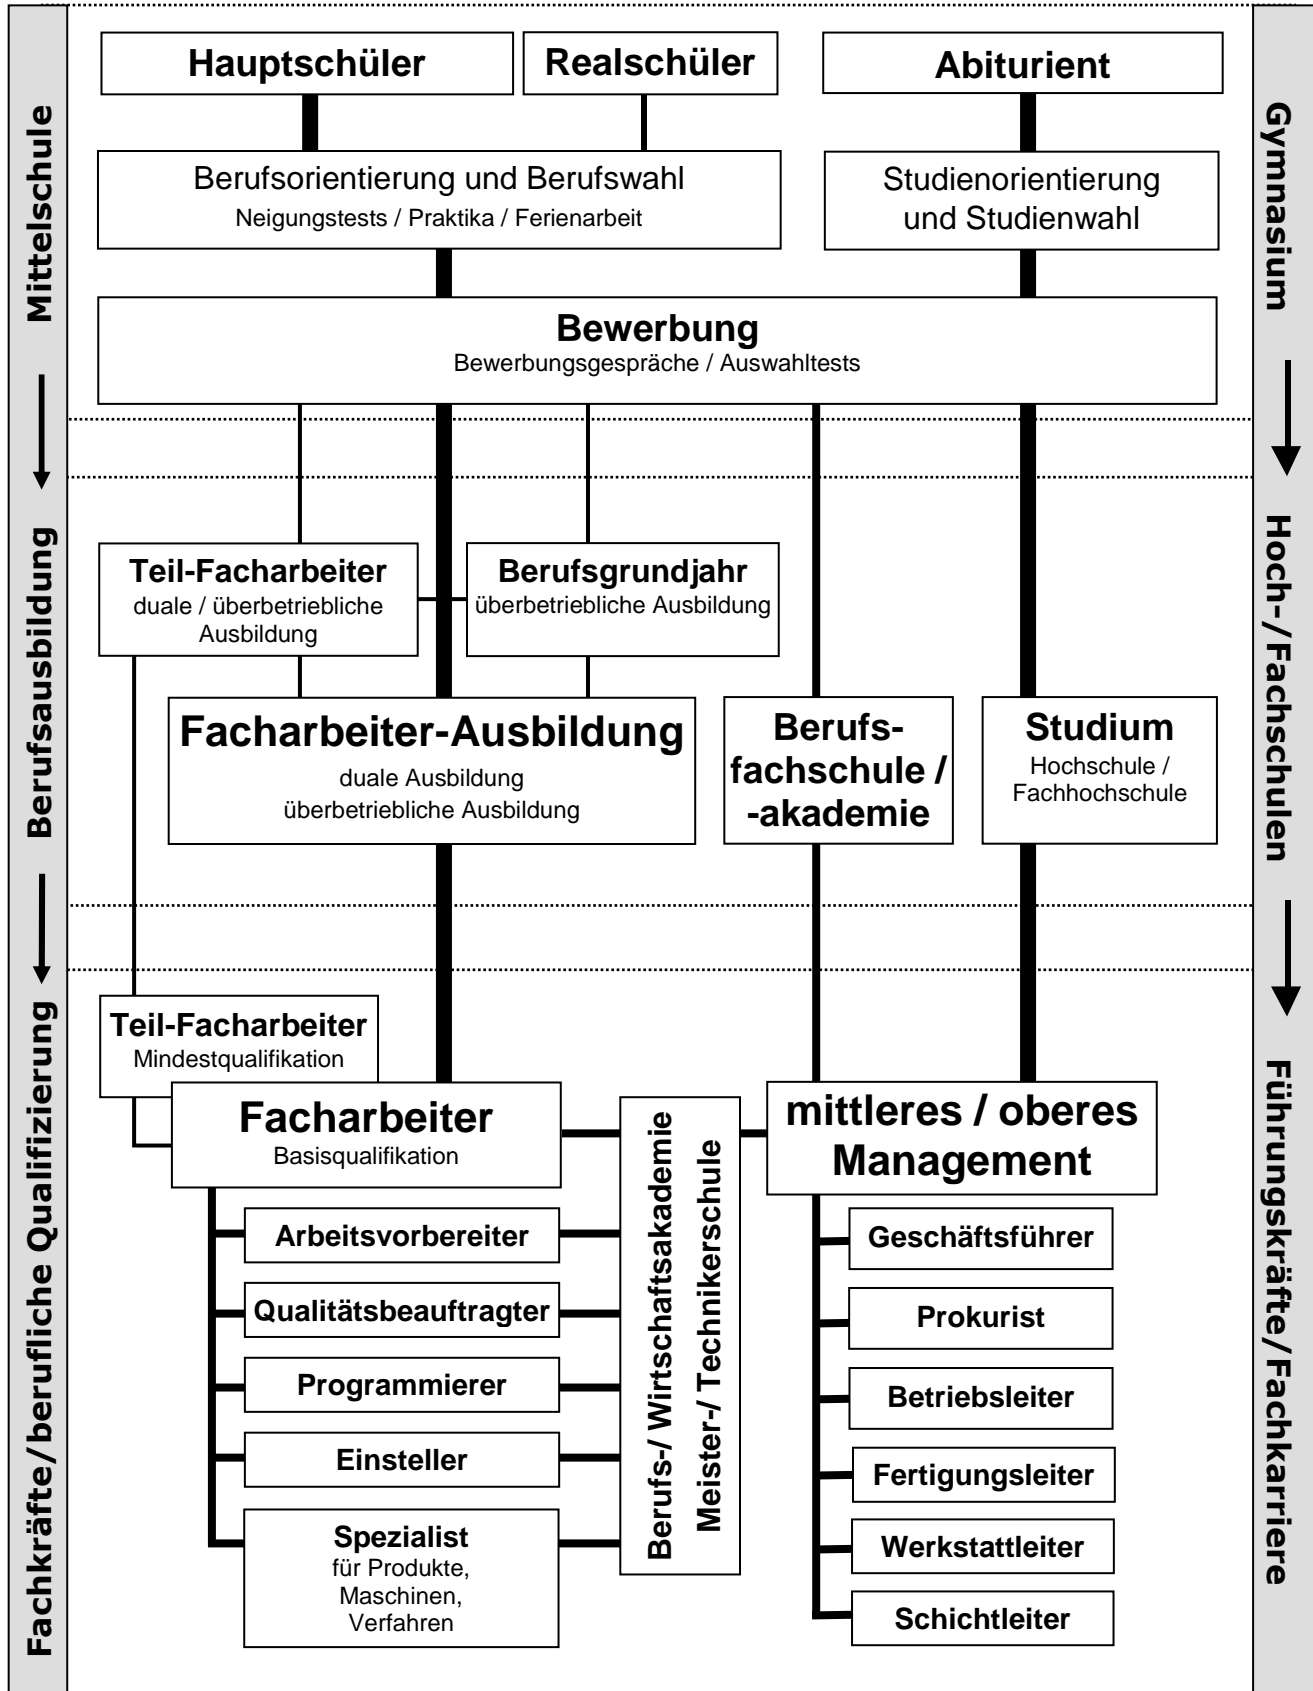 Hauptschüler
Realschüler
Abiturient
Berufsorientierung und Berufswahl
Neigungstests / Praktika / Ferienarbeit
Studienorientierung
und Studienwahl
Bewerbung
Bewerbungsgespräche / Auswahltests
Mittelschule
Gymnasium
Teil-Facharbeiter
duale / überbetriebliche
Ausbildung
Berufsgrundjahr
überbetriebliche Ausbildung
Facharbeiter-Ausbildung
duale Ausbildung
überbetriebliche Ausbildung
Berufs-
fachschule /
-akademie
Studium
Hochschule /
Fachhochschule
Berufsausbildung
Hoch-/Fachschulen
Teil-Facharbeiter
Mindestqualifikation
Facharbeiter
Basisqualifikation
Arbeitsvorbereiter
Qualitätsbeauftragter
Programmierer
Einsteller
Spezialist
für Produkte,
Maschinen,
Verfahren
Berufs-/ Wirtschaftsakademie
Meister-/ Technikerschule
mittleres / oberes
Management
Geschäftsführer
Prokurist
Betriebsleiter
Fertigungsleiter
Werkstattleiter
Schichtleiter
Fachkräfte/berufliche Qualifizierung
Führungskräfte/Fachkarriere